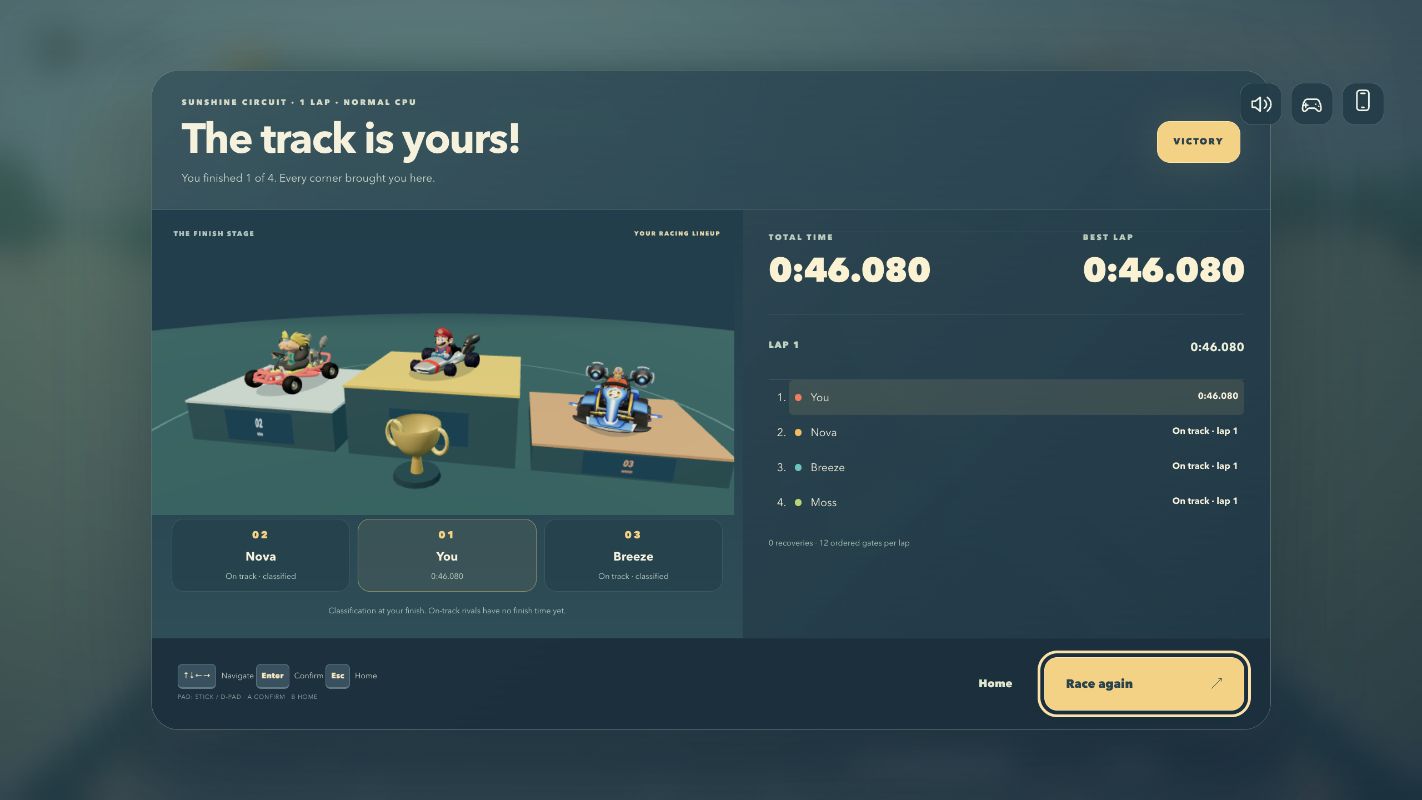 SUNSHINE CIRCUIT · 1 LAP · NORMAL CPU
The track is yours!
You finished 1 of 4. Every corner brought you here.
VICTORY
THE FINISH STAGE
YOUR RACING LINEUP
02
03
02
Nova
On track · classified
01
You
0:46.080
03
Breeze
On track · classified
Classification at your finish. On-track rivals have no finish time yet.
TOTAL TIME
0:46.080
BEST LAP
0:46.080
LAP 1
0:46.080
1. You 0:46.080
2. Nova On track · lap 1
3. Breeze On track · lap 1
4. Moss On track · lap 1
0 recoveries · 12 ordered gates per lap
↑↓←→ Navigate Enter Confirm Esc Home
PAD: STICK / D-PAD · A CONFIRM · B HOME
Home
Race again ↗